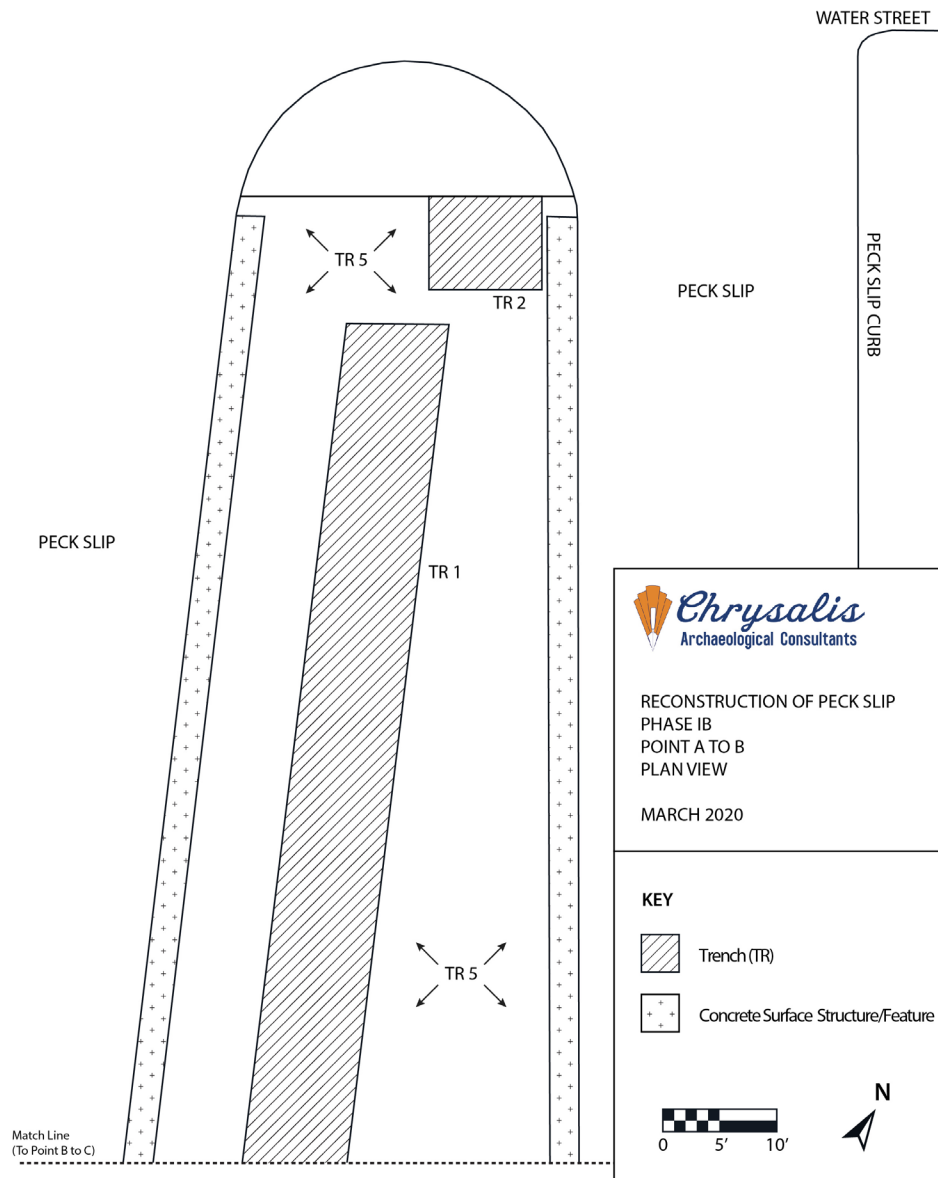 WATER STREET
TR 5
TR 2
PECK SLIP
PECK SLIP CURB
PECK SLIP
TR 1
TR 5
Match Line
(To Point B to C)
Chrysalis
Archaeological Consultants
RECONSTRUCTION OF PECK SLIP
PHASE IB
POINT A TO B
PLAN VIEW
MARCH 2020
KEY
Trench (TR)
Concrete Surface Structure/Feature
N
0 5’ 10’